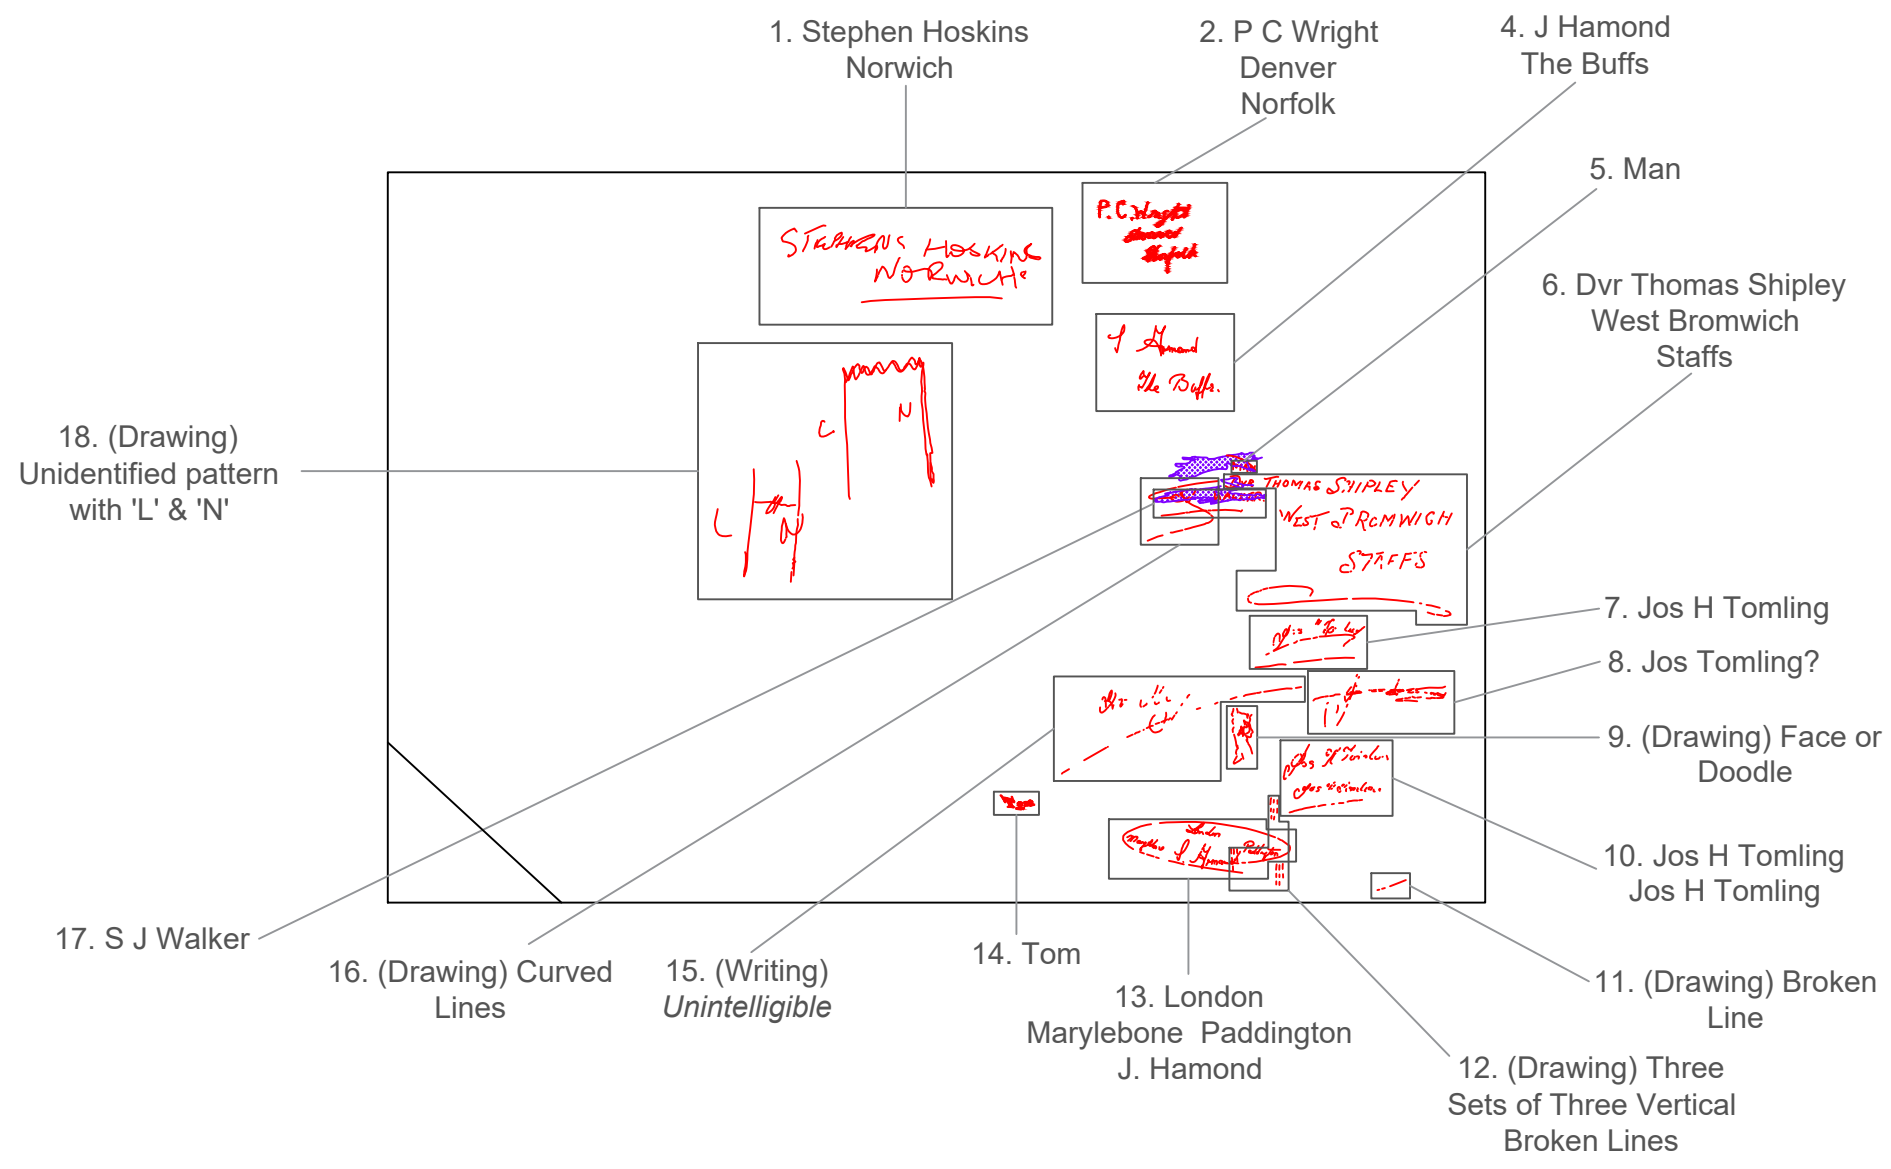 1. Stephen Hoskins
Norwich
2. P C Wright
Denver
Norfolk
4. J Hamond
The Buffs
5. Man
6. Dvr Thomas Shipley
West Bromwich
Staffs
7. Jos H Tomling
8. Jos Tomling?
9. (Drawing) Face or
Doodle
10. Jos H Tomling
Jos H Tomling
11. (Drawing) Broken
Line
12. (Drawing) Three
Sets of Three Vertical
Broken Lines
13. London
Marylebone Paddington
J. Hamond
14. Tom
15. (Writing)
Unintelligible
16. (Drawing) Curved
Lines
17. S J Walker
18. (Drawing)
Unidentified pattern
with 'L' & 'N'
HOSKINS
NORWICH
P.C. Wright
The Buffs.
THOMAS SHIPLEY
WEST BROMWICH
STAFFS
L
N
L
N
London
Paddington